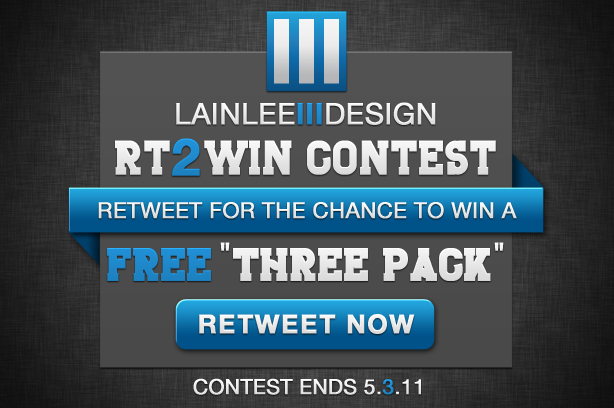 LAINLEEIIIDESIGN
RT2WIN CONTEST
RETWEET FOR THE CHANCE TO WIN A
FREE "THREE PACK"
RETWEET NOW
CONTEST ENDS 5.3.11